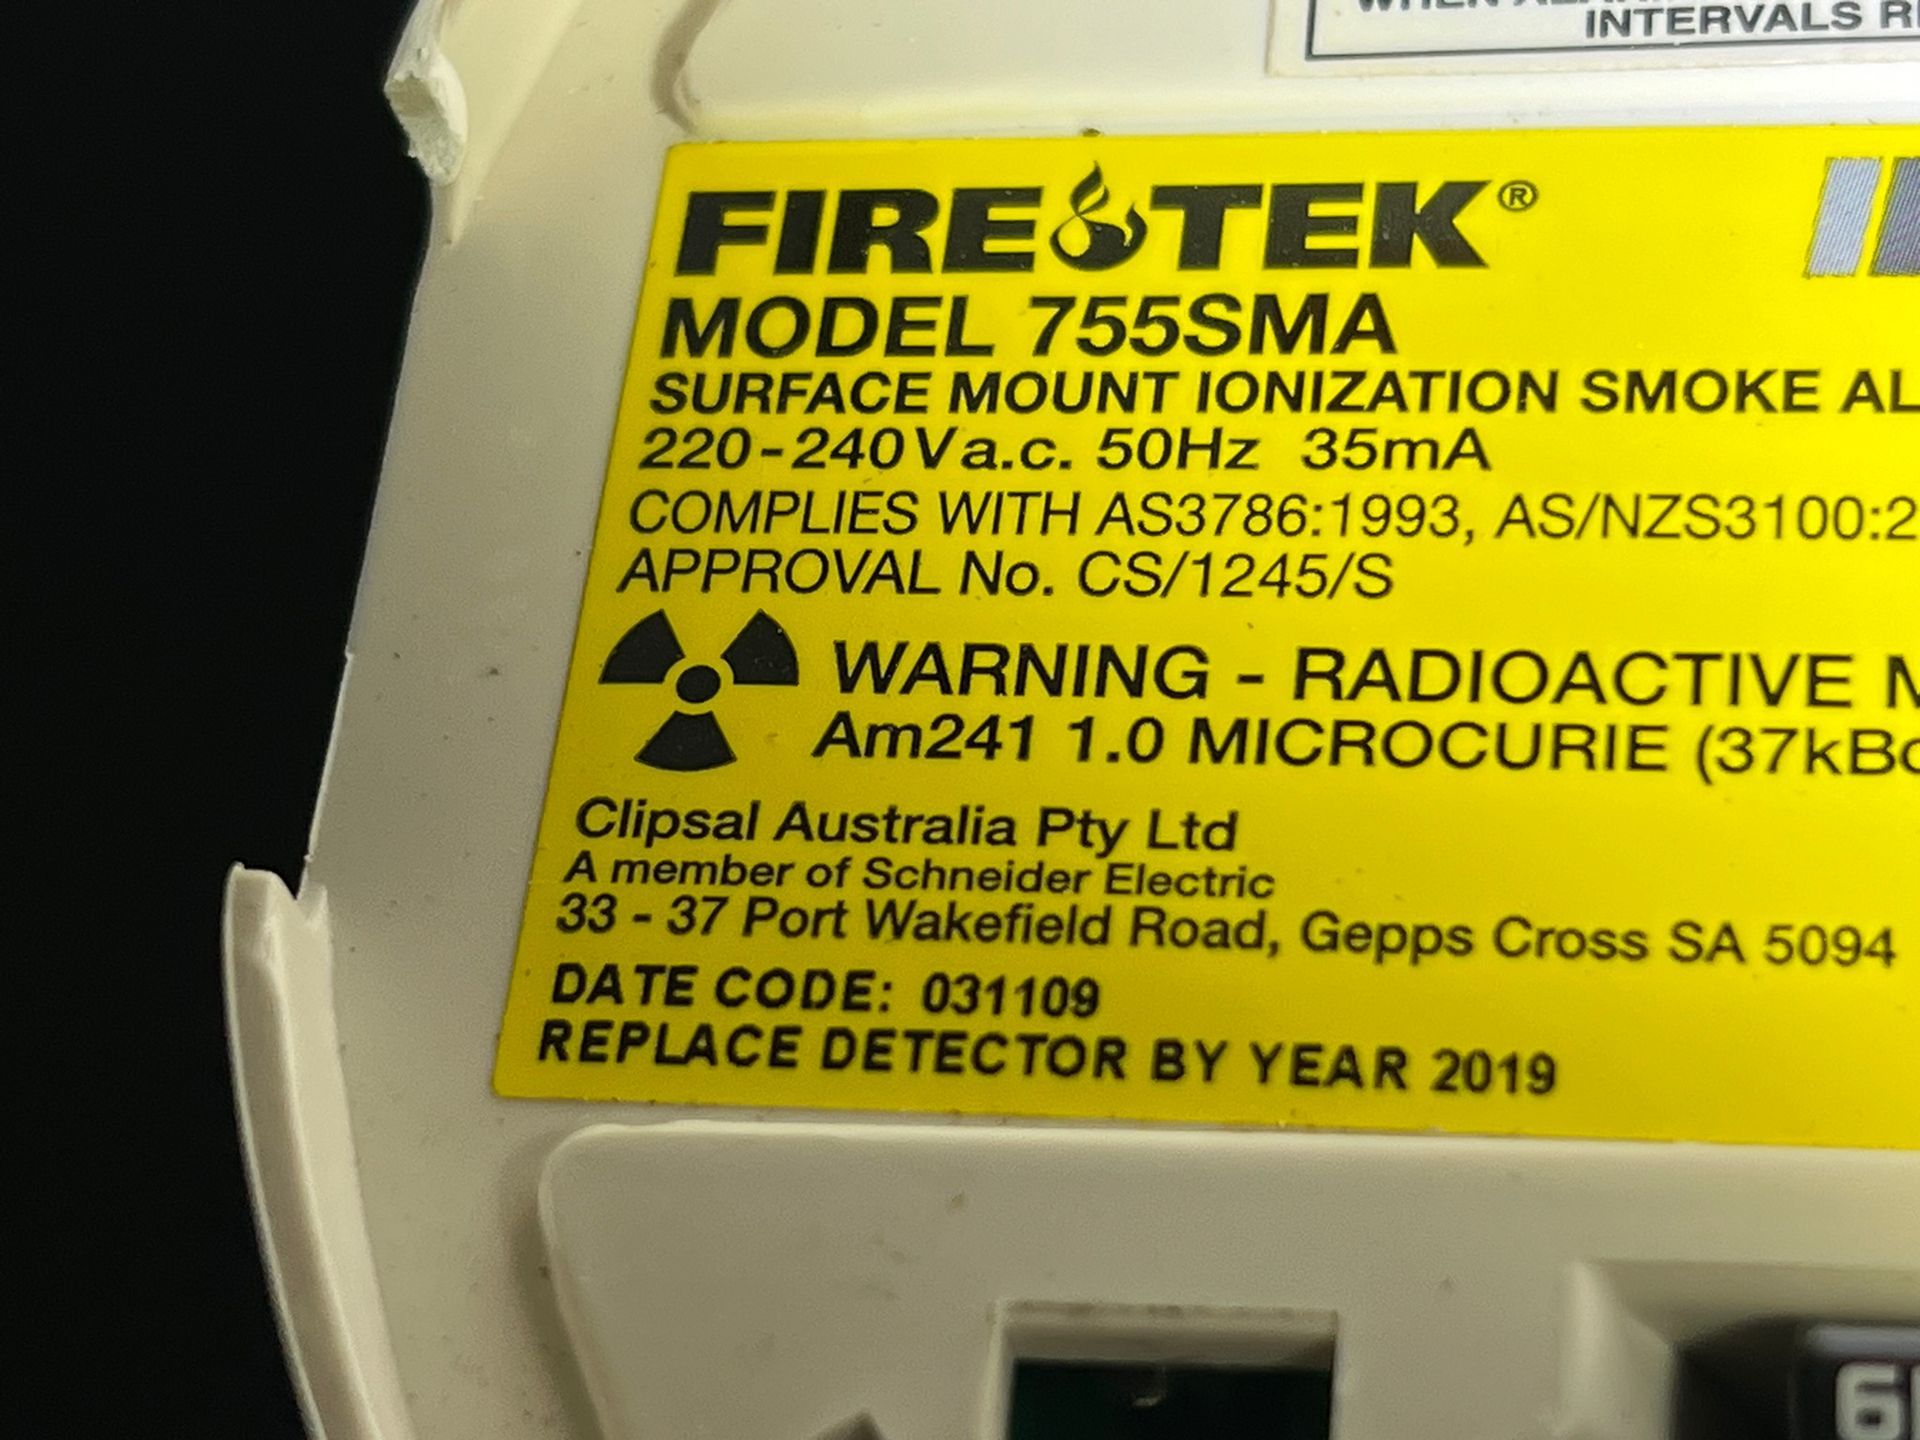 INTERVALS
FIRETEK®
MODEL 755SMA
SURFACE MOUNT IONIZATION SMOKE AL
220-240Va.c. 50Hz 35mA
COMPLIES WITH AS3786:1993, AS/NZS3100:2
APPROVAL No. CS/1245/S
WARNING - RADIOACTIVE M
Am241 1.0 MICROCURIE (37kBq
Clipsal Australia Pty Ltd
A member of Schneider Electric
33 - 37 Port Wakefield Road, Gepps Cross SA 5094
DATE CODE: 031109
REPLACE DETECTOR BY YEAR 2019